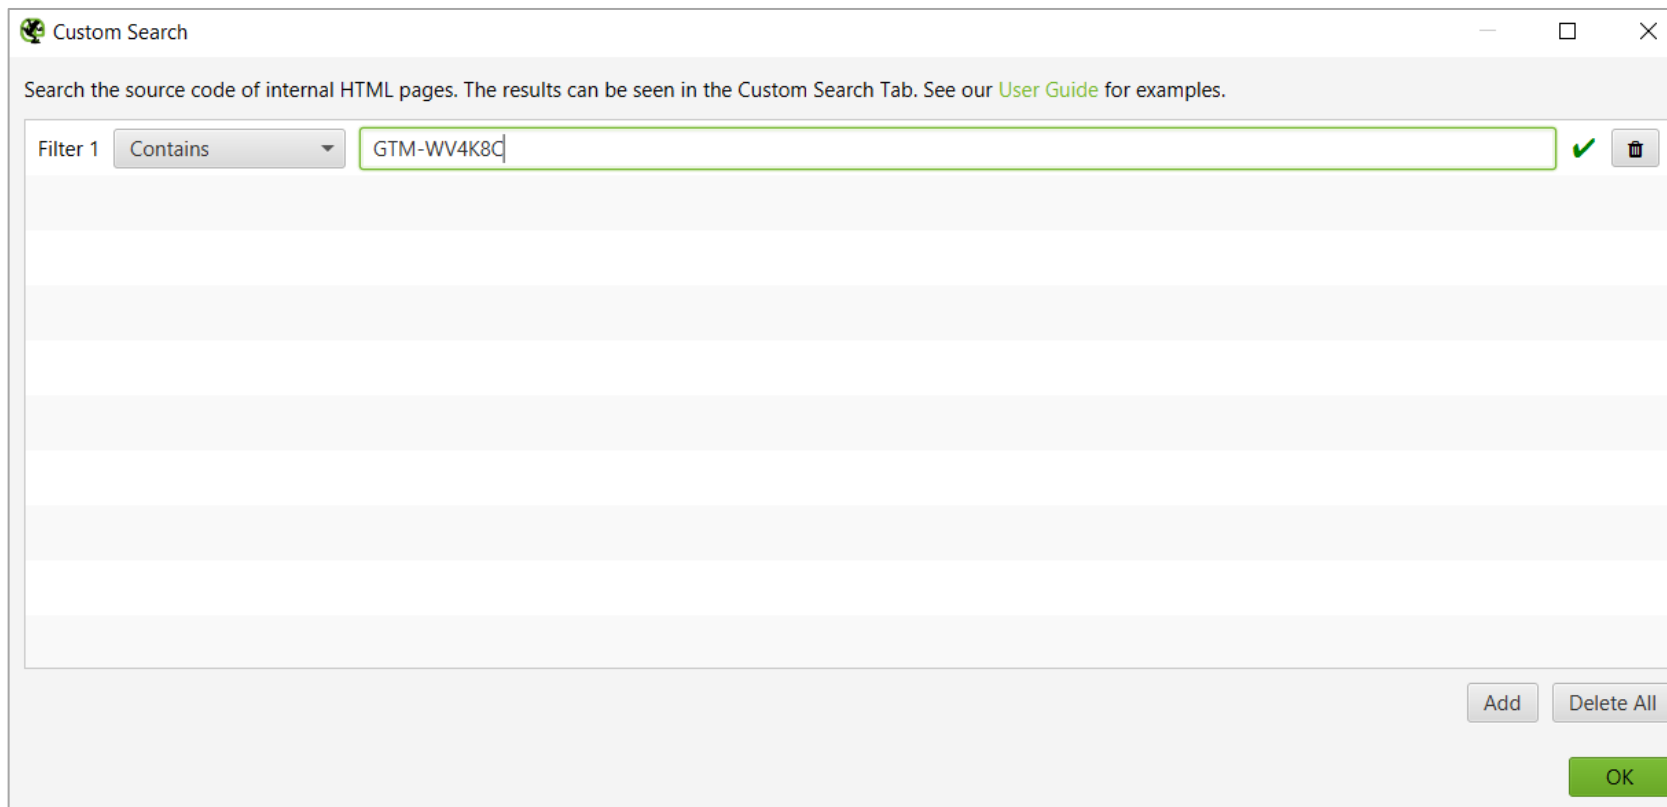 Custom Search
Search the source code of internal HTML pages. The results can be seen in the Custom Search Tab. See our User Guide for examples.
Filter 1 Contains GTM-WV4K8C
Add Delete All
OK